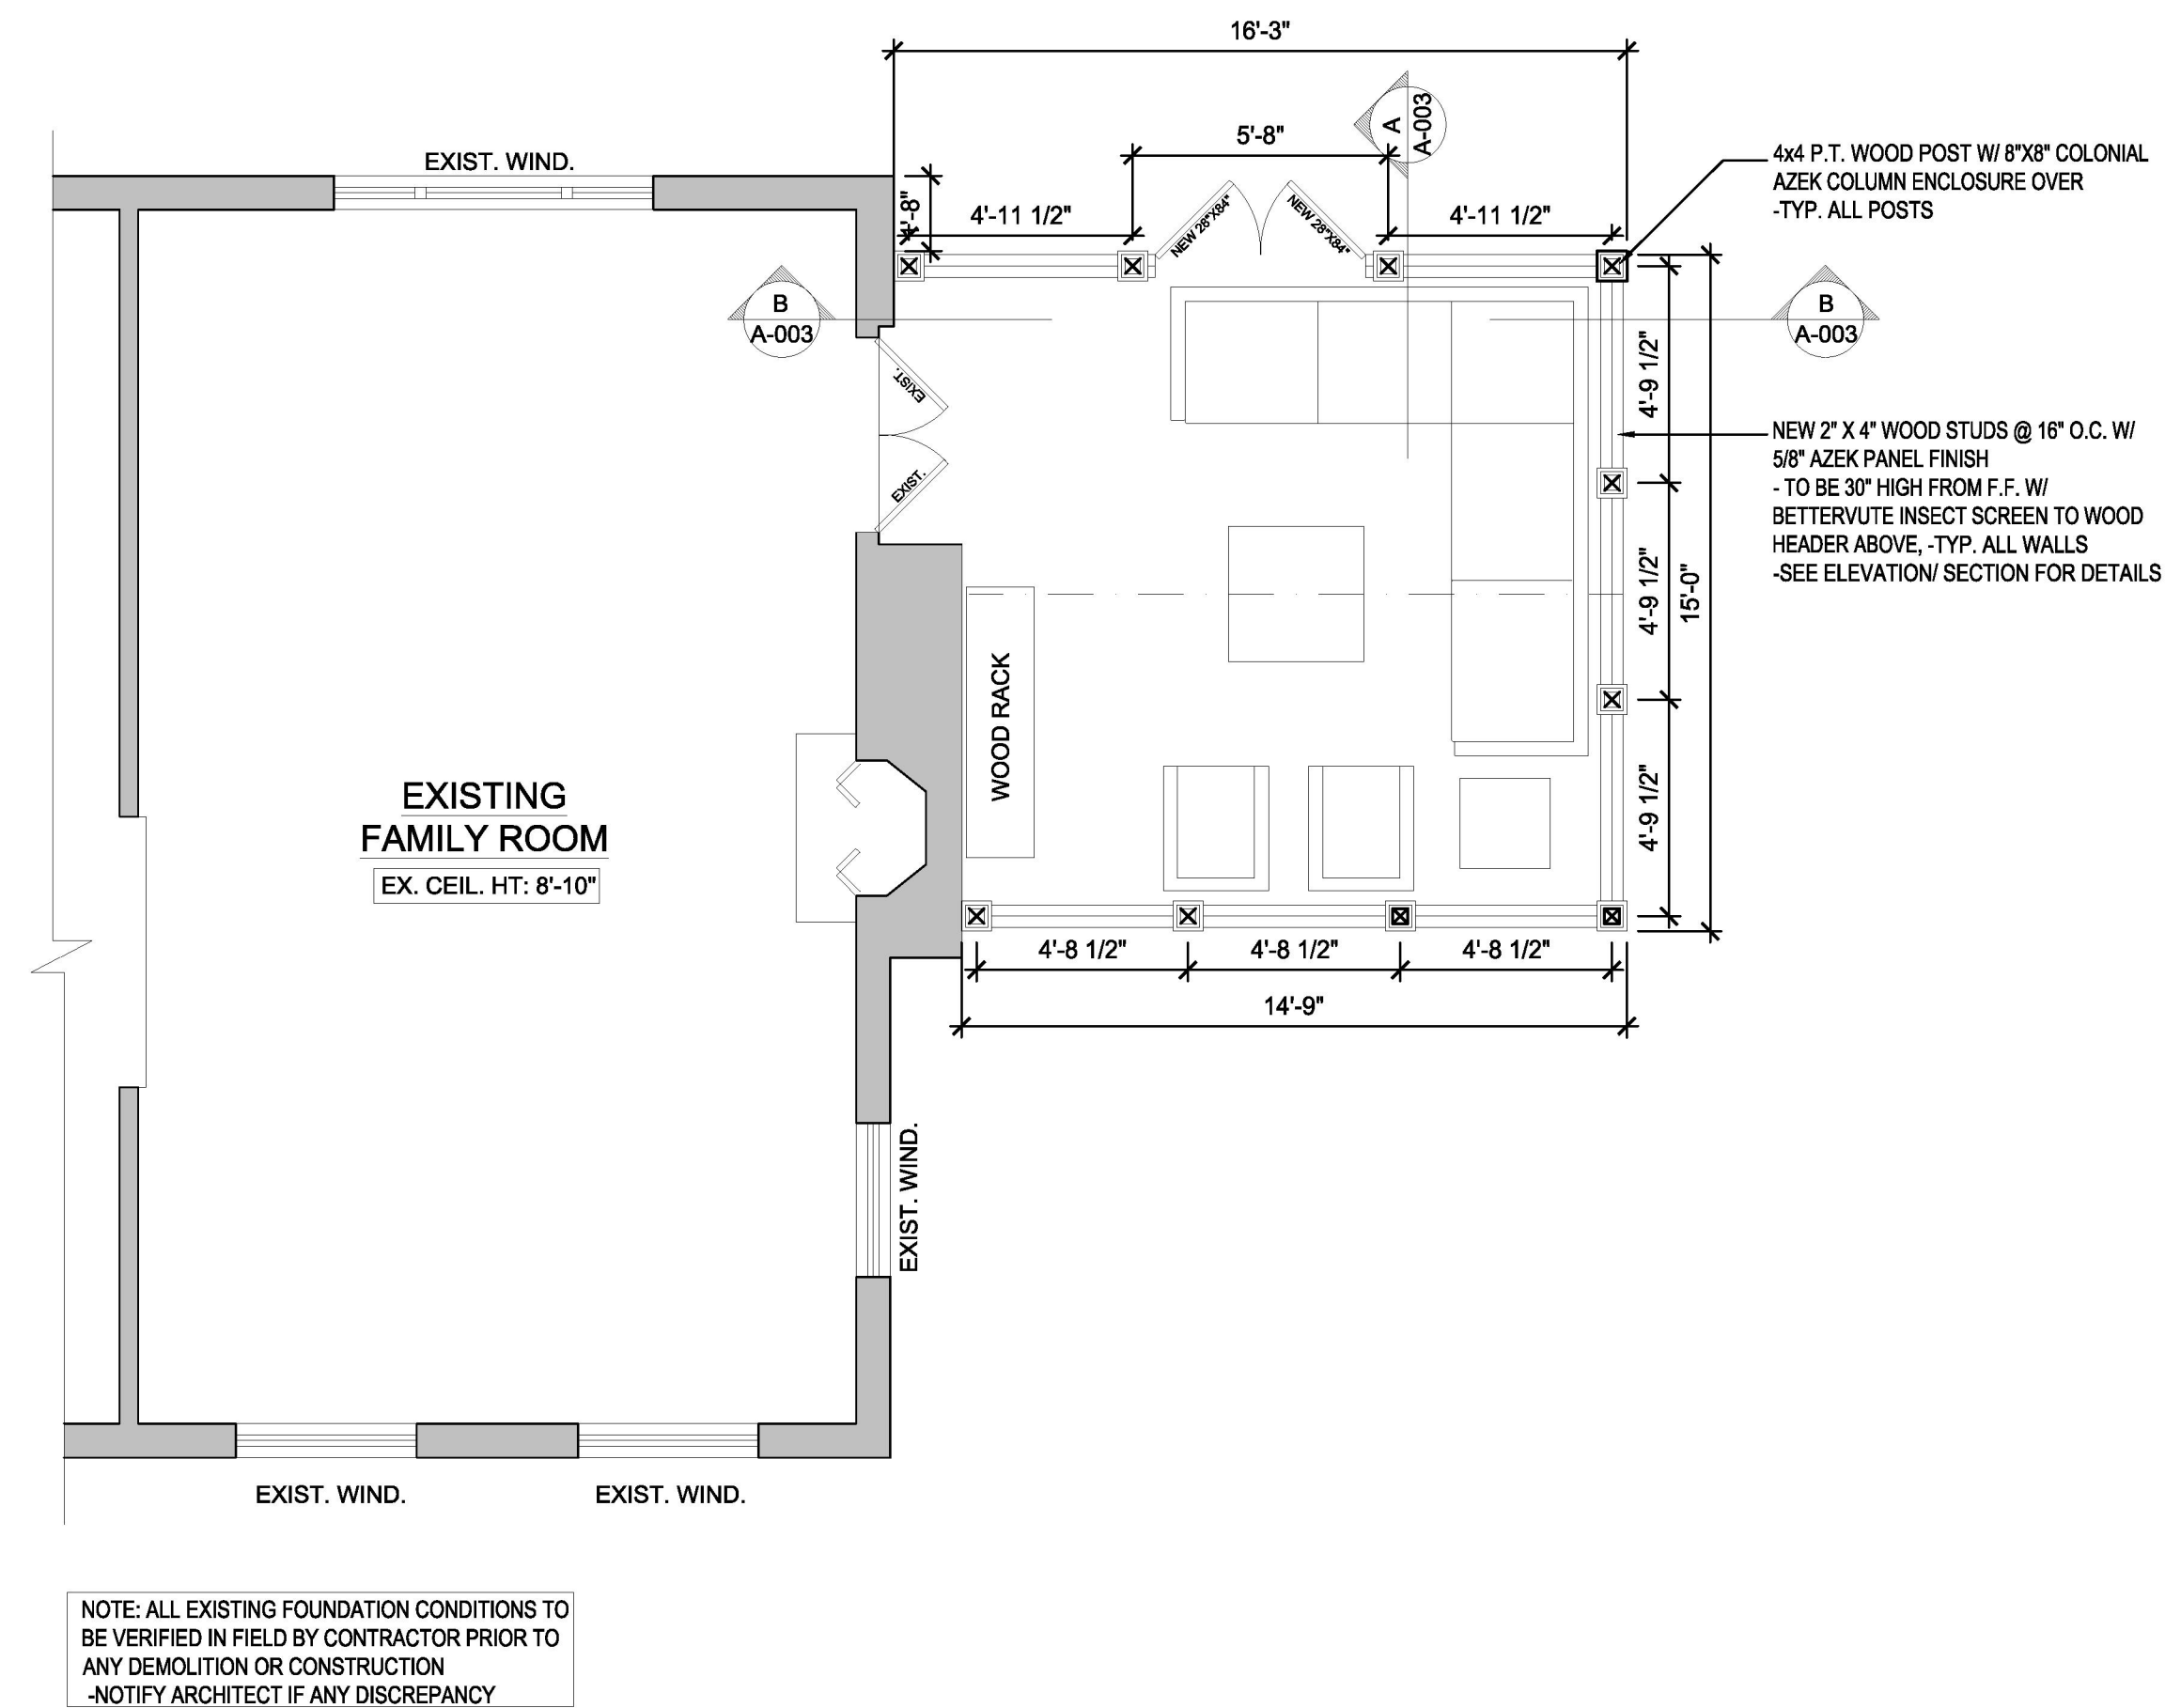 16'-3"
5'-8"
A
A-003
EXIST. WIND.
4x4 P.T. WOOD POST W/ 8"X8" COLONIAL
AZEK COLUMN ENCLOSURE OVER
-TYP. ALL POSTS
4'-11 1/2"
NEW 28"X84"
NEW 28"X84"
4'-11 1/2"
B
A-003
B
A-003
EXIST.
EXIST.
4'-9 1/2"
NEW 2" X 4" WOOD STUDS @ 16" O.C. W/
5/8" AZEK PANEL FINISH
- TO BE 30" HIGH FROM F.F. W/
BETTERVUTE INSECT SCREEN TO WOOD
HEADER ABOVE, -TYP. ALL WALLS
-SEE ELEVATION/ SECTION FOR DETAILS
4'-9 1/2"
15'-0"
WOOD RACK
4'-9 1/2"
EXISTING
FAMILY ROOM
EX. CEIL. HT: 8'-10"
4'-8 1/2"
4'-8 1/2"
4'-8 1/2"
14'-9"
EXIST. WIND.
EXIST. WIND.
EXIST. WIND.
NOTE: ALL EXISTING FOUNDATION CONDITIONS TO
BE VERIFIED IN FIELD BY CONTRACTOR PRIOR TO
ANY DEMOLITION OR CONSTRUCTION
-NOTIFY ARCHITECT IF ANY DISCREPANCY